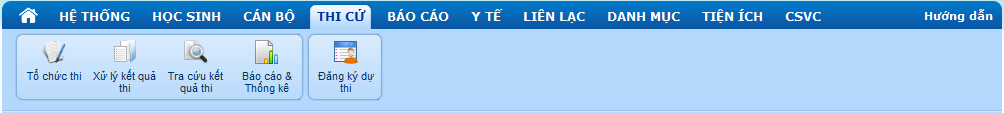 HỆ THỐNG HỌC SINH CÁN BỘ THI CỬ BÁO CÁO Y TẾ LIÊN LẠC DANH MỤC TIỆN ÍCH CSVC Hướng dẫn
Tổ chức thi
Xử lý kết quả
thi
Tra cứu kết
quả thi
Báo cáo &
Thống kê
Đăng ký dự
thi